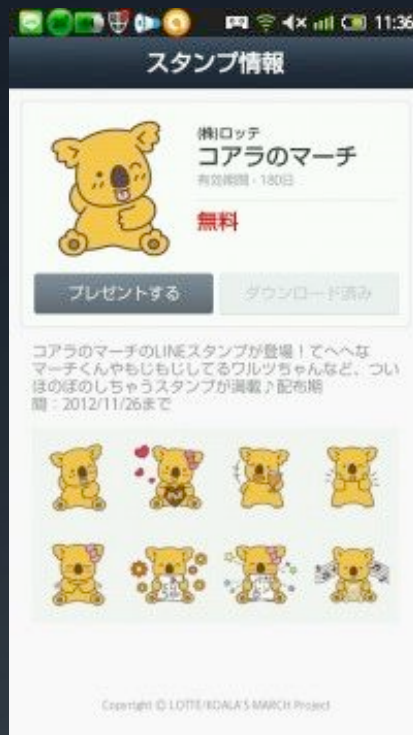 11:36
スタンプ情報
(株)ロッテ
コアラのマーチ
有効期間 - 180日
無料
プレゼントする
ダウンロード済み
コアラのマーチのLINEスタンプが登場！てへへな
マーチくんやもじもじしてるワルツちゃんなど、つい
ほのぼのしちゃうスタンプが満載♪配布期
間：2012/11/26まで
Copyright © LOTTE/KOALA'S MARCH Project